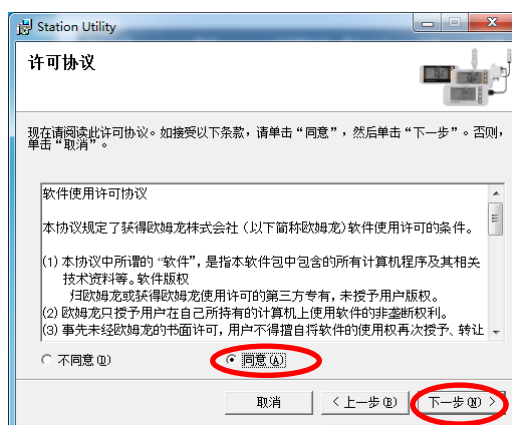 Station Utility
许可协议
现在请阅读此许可协议。如接受以下条款，请单击“同意”，然后单击“下一步”。否则，
单击“取消”。
软件使用许可协议
本协议规定了获得欧姆龙株式会社（以下简称欧姆龙）软件使用许可的条件。
(1) 本协议中所谓的 “软件”, 是指本软件包中包含的所有计算机程序及其相关
技术资料等。软件版权
归欧姆龙或获得欧姆龙使用许可的第三方专有，未授予用户版权。
(2) 欧姆龙只授予用户在自己所持有的计算机上使用软件的非垄断权利。
(3) 事先未经欧姆龙的书面许可，用户不得擅自将软件的使用权再次授予、转让
不同意(D)
同意(A)
取消
< 上一步(B)
下一步(N) >